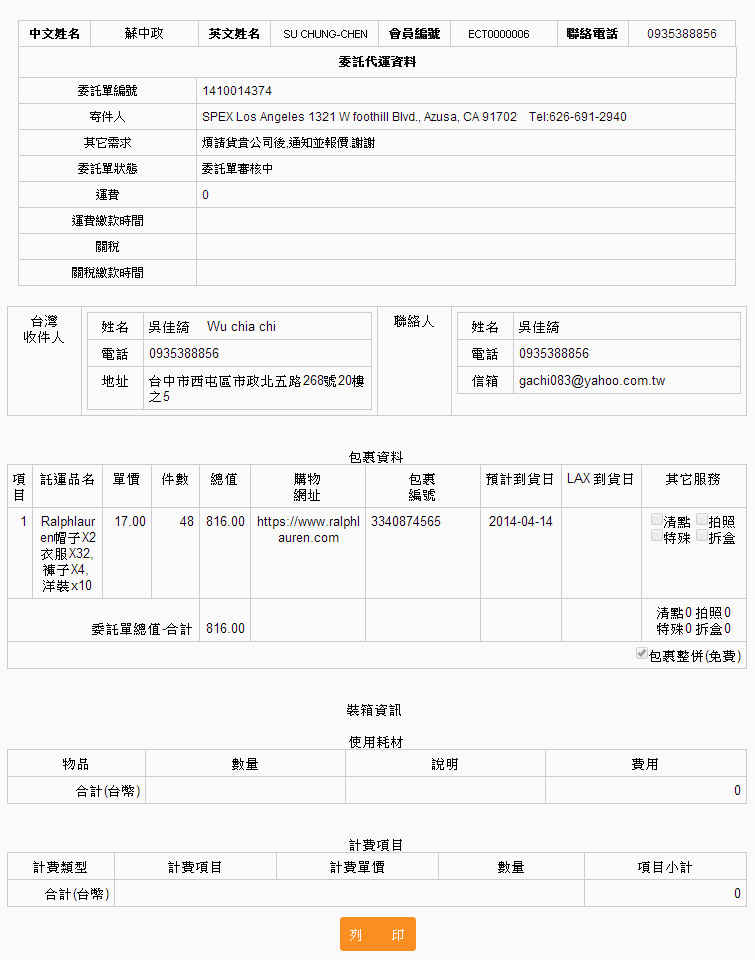 中文姓名 蘇中政 英文姓名 SU CHUNG-CHEN 會員編號 ECT0000006 聯絡電話 0935388856
委託代運資料
委託單編號 1410014374
寄件人 SPEX Los Angeles 1321 W foothill Blvd., Azusa, CA 91702 Tel:626-691-2940
其它需求 煩請貨貴公司後,通知並報價.謝謝
委託單狀態 委託單審核中
運費 0
運費繳款時間
關稅
關稅繳款時間
台灣
收件人
姓名 吳佳綺 Wu chia chi
電話 0935388856
地址 台中市西屯區市政北五路268號20樓
之5
聯絡人
姓名 吳佳綺
電話 0935388856
信箱 gachi083@yahoo.com.tw
包裹資料
項
目
託運品名
單價
件數
總值
購物
網址
包裹
編號
預計到貨日
LAX 到貨日
其它服務
1
Ralphlaur
en帽子X2
衣服X32,
褲子X4,
洋裝x10
17.00
48
816.00
https://www.ralphl
auren.com
3340874565
2014-04-14
清點 拍照
特殊 拆盒
委託單總值-合計 816.00
清點0 拍照0
特殊0 拆盒0
包裹整併(免費)
裝箱資訊
使用耗材
物品 數量 說明 費用
合計(台幣) 0
計費項目
計費類型 計費項目 計費單價 數量 項目小計
合計(台幣) 0
列 印